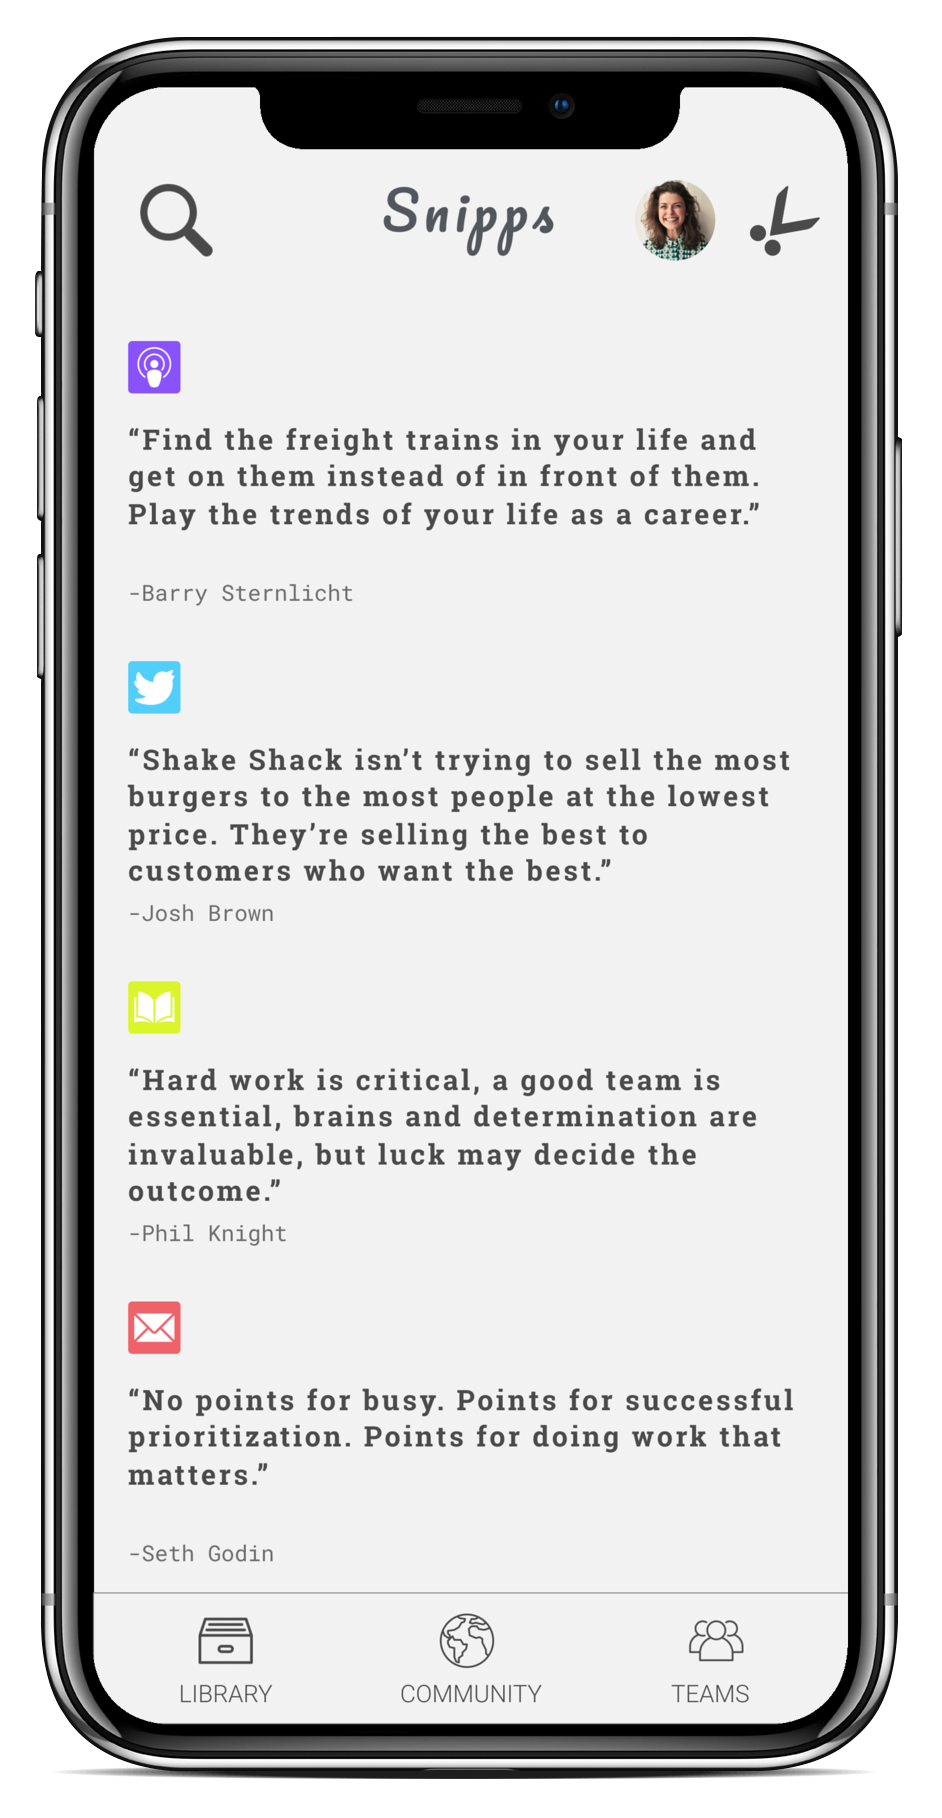 Snipps
“Find the freight trains in your life and
get on them instead of in front of them.
Play the trends of your life as a career.”
-Barry Sternlicht
“Shake Shack isn’t trying to sell the most
burgers to the most people at the lowest
price. They’re selling the best to
customers who want the best.”
-Josh Brown
“Hard work is critical, a good team is
essential, brains and determination are
invaluable, but luck may decide the
outcome.”
-Phil Knight
“No points for busy. Points for successful
prioritization. Points for doing work that
matters.”
-Seth Godin
LIBRARY COMMUNITY TEAMS